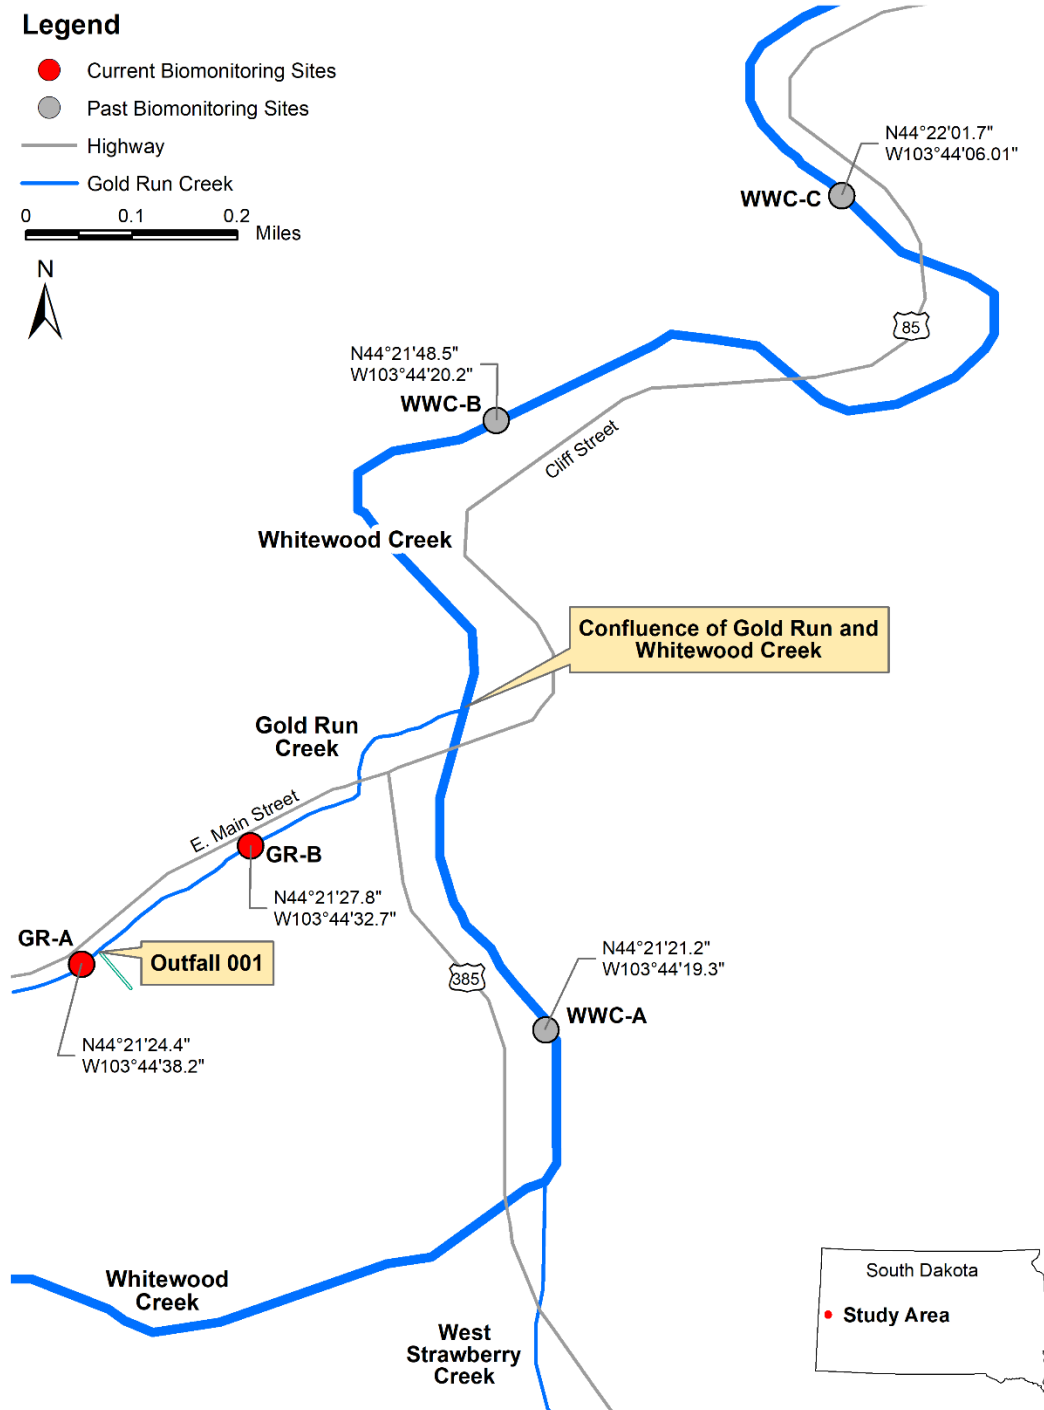 Legend
Current Biomonitoring Sites
Past Biomonitoring Sites
Highway
Gold Run Creek
0 0.1 0.2
Miles
N
N44°22'01.7"
W103°44'06.01"
WWC-C
85
N44°21'48.5"
W103°44'20.2"
WWC-B
Cliff Street
Whitewood Creek
Confluence of Gold Run and
Whitewood Creek
Gold Run
Creek
E. Main Street
GR-B
N44°21'27.8"
W103°44'32.7"
GR-A
Outfall 001
N44°21'24.4"
W103°44'38.2"
385
N44°21'21.2"
W103°44'19.3"
WWC-A
Whitewood
Creek
West
Strawberry
Creek
South Dakota
Study Area